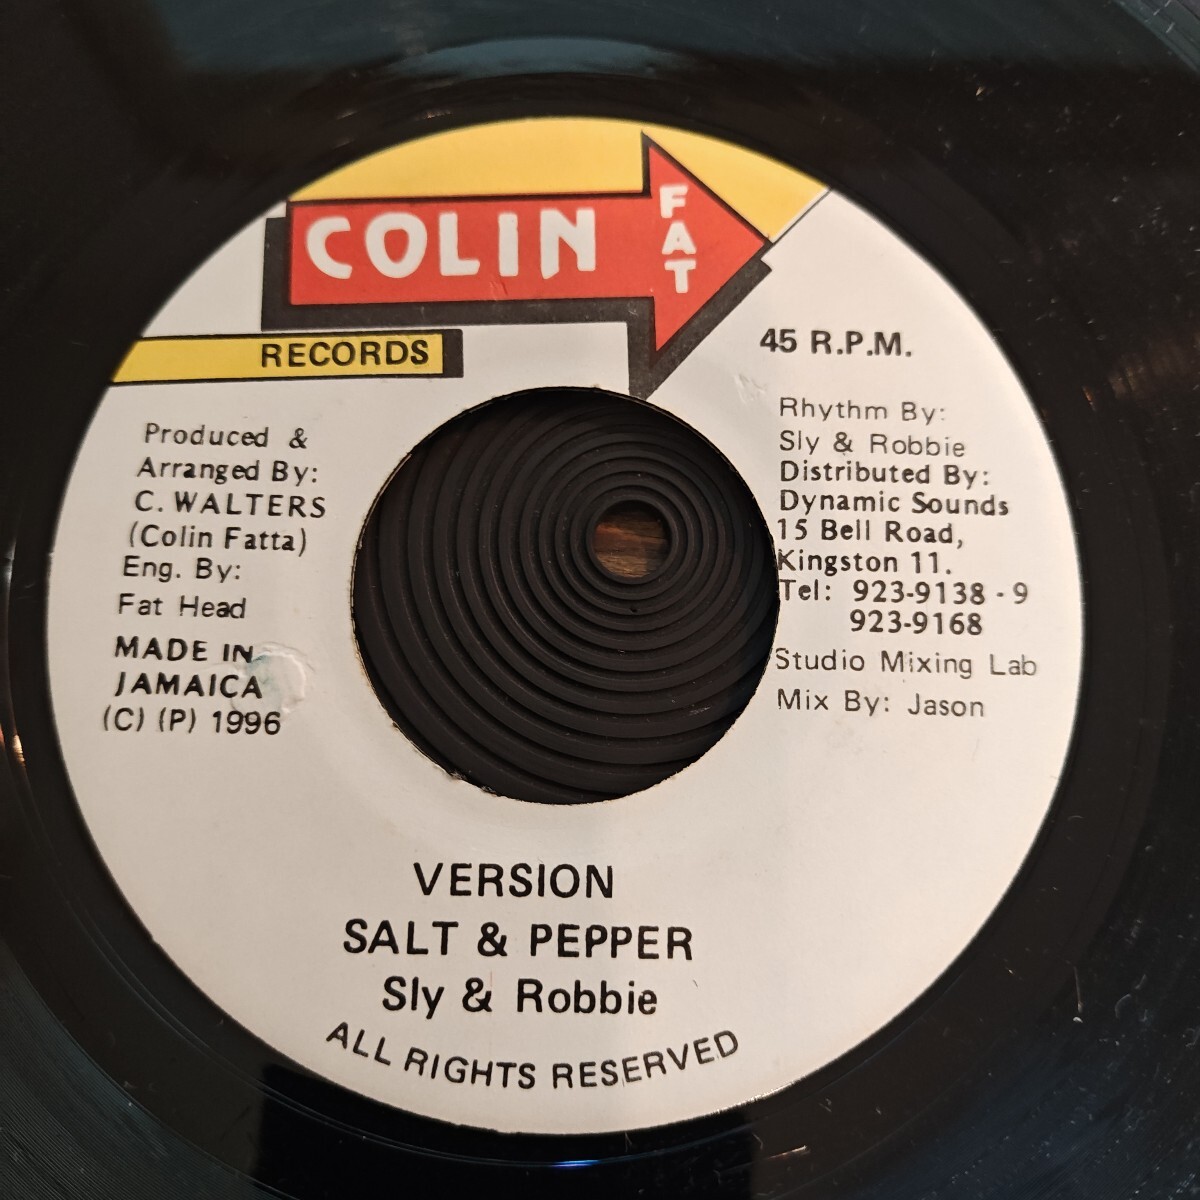 COLIN
FAT
RECORDS
45 R.P.M.
Produced &
Arranged By:
C. WALTERS
(Colin Fatta)
Eng. By:
Fat Head
MADE IN
JAMAICA
(C) (P) 1996
Rhythm By:
Sly & Robbie
Distributed By:
Dynamic Sounds
15 Bell Road,
Kingston 11.
Tel: 923-9138 - 9
923-9168
Studio Mixing Lab
Mix By: Jason
VERSION
SALT & PEPPER
Sly & Robbie
ALL RIGHTS RESERVED